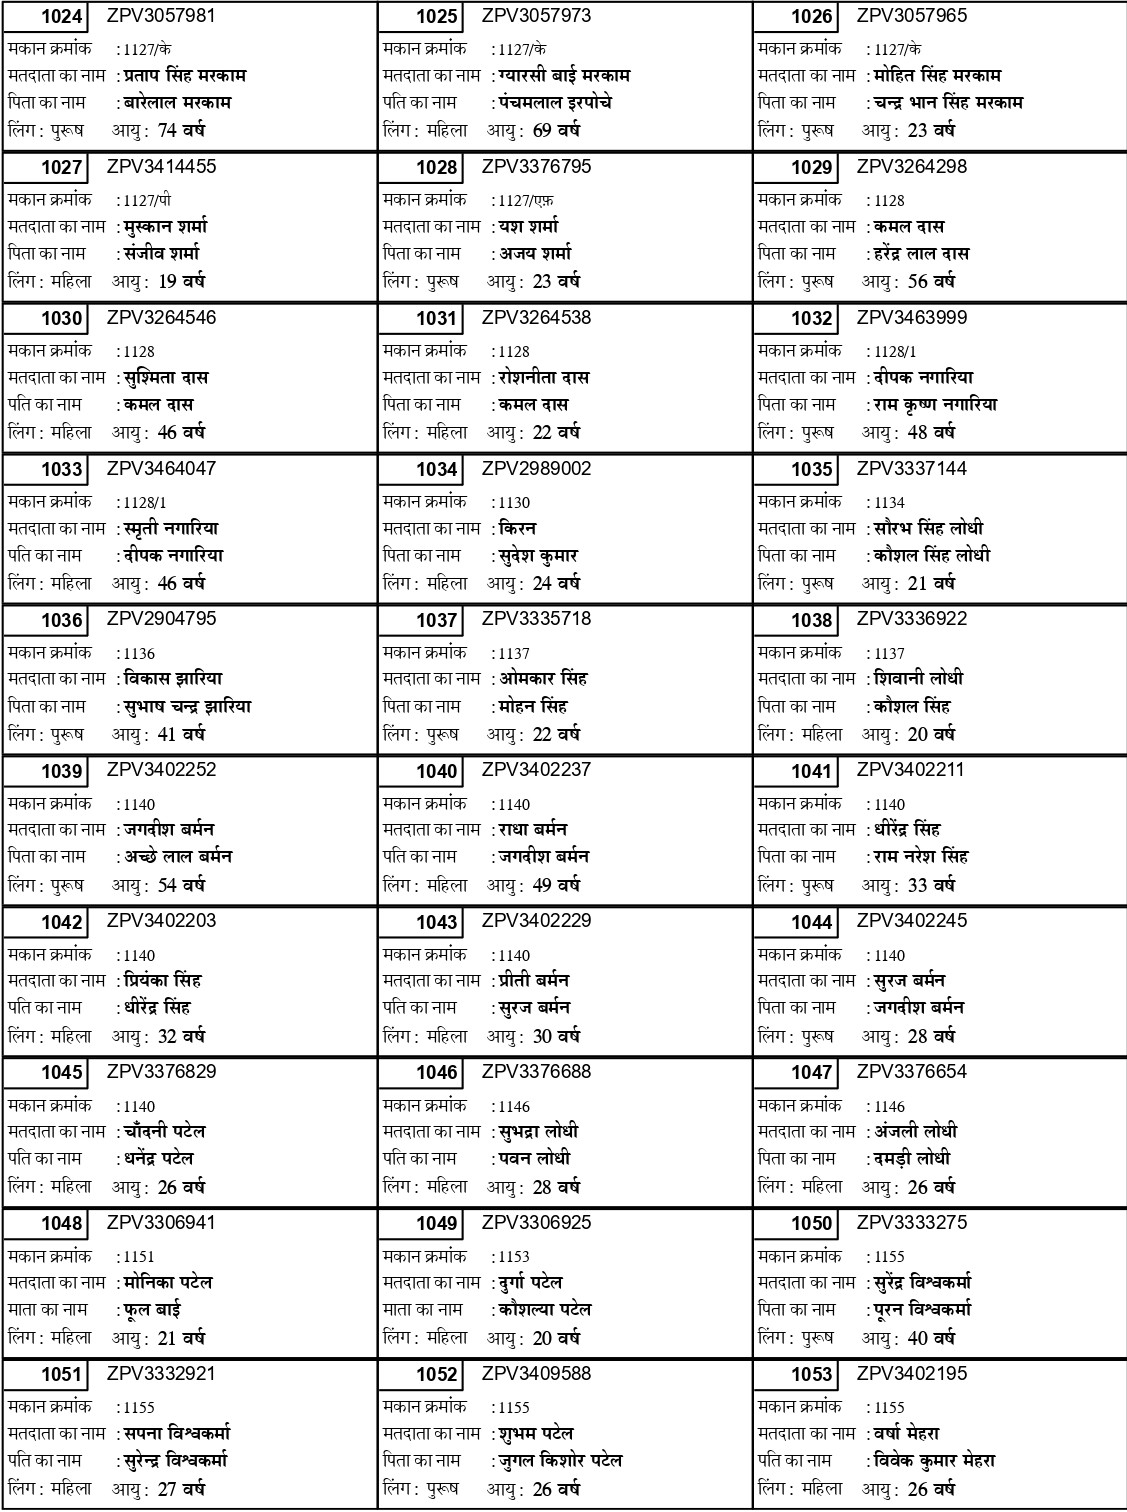 1024 ZPV3057981
मकान क्रमांक : 1127/के
मतदाता का नाम : प्रताप सिंह मरकाम
पिता का नाम : बारेलाल मरकाम
लिंग : पुरूष आयु : 74 वर्ष
1025 ZPV3057973
मकान क्रमांक : 1127/के
मतदाता का नाम : ग्यारसी बाई मरकाम
पति का नाम : पंचमलाल इरपोचे
लिंग : महिला आयु : 69 वर्ष
1026 ZPV3057965
मकान क्रमांक : 1127/के
मतदाता का नाम : मोहित सिंह मरकाम
पिता का नाम : चन्द्र भान सिंह मरकाम
लिंग : पुरूष आयु : 23 वर्ष
1027 ZPV3414455
मकान क्रमांक : 1127/पी
मतदाता का नाम : मुस्कान शर्मा
पिता का नाम : संजीव शर्मा
लिंग : महिला आयु : 19 वर्ष
1028 ZPV3376795
मकान क्रमांक : 1127/एफ़
मतदाता का नाम : यश शर्मा
पिता का नाम : अजय शर्मा
लिंग : पुरूष आयु : 23 वर्ष
1029 ZPV3264298
मकान क्रमांक : 1128
मतदाता का नाम : कमल दास
पिता का नाम : हरेंद्र लाल दास
लिंग : पुरूष आयु : 56 वर्ष
1030 ZPV3264546
मकान क्रमांक : 1128
मतदाता का नाम : सुश्मिता दास
पति का नाम : कमल दास
लिंग : महिला आयु : 46 वर्ष
1031 ZPV3264538
मकान क्रमांक : 1128
मतदाता का नाम : रोशनीता दास
पिता का नाम : कमल दास
लिंग : महिला आयु : 22 वर्ष
1032 ZPV3463999
मकान क्रमांक : 1128/1
मतदाता का नाम : दीपक नगारिया
पिता का नाम : राम कृष्ण नगारिया
लिंग : पुरूष आयु : 48 वर्ष
1033 ZPV3464047
मकान क्रमांक : 1128/1
मतदाता का नाम : स्मृती नगारिया
पति का नाम : दीपक नगारिया
लिंग : महिला आयु : 46 वर्ष
1034 ZPV2989002
मकान क्रमांक : 1130
मतदाता का नाम : किरन
पिता का नाम : सुदेश कुमार
लिंग : महिला आयु : 24 वर्ष
1035 ZPV3337144
मकान क्रमांक : 1134
मतदाता का नाम : सौरभ सिंह लोधी
पिता का नाम : कौशल सिंह लोधी
लिंग : पुरूष आयु : 21 वर्ष
1036 ZPV2904795
मकान क्रमांक : 1136
मतदाता का नाम : विकास झारिया
पिता का नाम : सुभाष चन्द्र झारिया
लिंग : पुरूष आयु : 41 वर्ष
1037 ZPV3335718
मकान क्रमांक : 1137
मतदाता का नाम : ओमकार सिंह
पिता का नाम : मोहन सिंह
लिंग : पुरूष आयु : 22 वर्ष
1038 ZPV3336922
मकान क्रमांक : 1137
मतदाता का नाम : शिवानी लोधी
पिता का नाम : कौशल सिंह
लिंग : महिला आयु : 20 वर्ष
1039 ZPV3402252
मकान क्रमांक : 1140
मतदाता का नाम : जगदीश बर्मन
पिता का नाम : अच्छे लाल बर्मन
लिंग : पुरूष आयु : 54 वर्ष
1040 ZPV3402237
मकान क्रमांक : 1140
मतदाता का नाम : राधा बर्मन
पति का नाम : जगदीश बर्मन
लिंग : महिला आयु : 49 वर्ष
1041 ZPV3402211
मकान क्रमांक : 1140
मतदाता का नाम : धीरेंद्र सिंह
पिता का नाम : राम नरेश सिंह
लिंग : पुरूष आयु : 33 वर्ष
1042 ZPV3402203
मकान क्रमांक : 1140
मतदाता का नाम : प्रियंका सिंह
पति का नाम : धीरेंद्र सिंह
लिंग : महिला आयु : 32 वर्ष
1043 ZPV3402229
मकान क्रमांक : 1140
मतदाता का नाम : प्रीती बर्मन
पति का नाम : सुरज बर्मन
लिंग : महिला आयु : 30 वर्ष
1044 ZPV3402245
मकान क्रमांक : 1140
मतदाता का नाम : सुरज बर्मन
पिता का नाम : जगदीश बर्मन
लिंग : पुरूष आयु : 28 वर्ष
1045 ZPV3376829
मकान क्रमांक : 1140
मतदाता का नाम : चाँदनी पटेल
पति का नाम : धनेंद्र पटेल
लिंग : महिला आयु : 26 वर्ष
1046 ZPV3376688
मकान क्रमांक : 1146
मतदाता का नाम : सुभद्रा लोधी
पति का नाम : पवन लोधी
लिंग : महिला आयु : 28 वर्ष
1047 ZPV3376654
मकान क्रमांक : 1146
मतदाता का नाम : अंजली लोधी
पिता का नाम : दमड़ी लोधी
लिंग : महिला आयु : 26 वर्ष
1048 ZPV3306941
मकान क्रमांक : 1151
मतदाता का नाम : मोनिका पटेल
माता का नाम : फूल बाई
लिंग : महिला आयु : 21 वर्ष
1049 ZPV3306925
मकान क्रमांक : 1153
मतदाता का नाम : दुर्गा पटेल
माता का नाम : कौशल्या पटेल
लिंग : महिला आयु : 20 वर्ष
1050 ZPV3333275
मकान क्रमांक : 1155
मतदाता का नाम : सुरेंद्र विश्वकर्मा
पिता का नाम : पूरन विश्वकर्मा
लिंग : पुरूष आयु : 40 वर्ष
1051 ZPV3332921
मकान क्रमांक : 1155
मतदाता का नाम : सपना विश्वकर्मा
पति का नाम : सुरेन्द्र विश्वकर्मा
लिंग : महिला आयु : 27 वर्ष
1052 ZPV3409588
मकान क्रमांक : 1155
मतदाता का नाम : शुभम पटेल
पिता का नाम : जुगल किशोर पटेल
लिंग : पुरूष आयु : 26 वर्ष
1053 ZPV3402195
मकान क्रमांक : 1155
मतदाता का नाम : वर्षा मेहरा
पति का नाम : विवेक कुमार मेहरा
लिंग : महिला आयु : 26 वर्ष